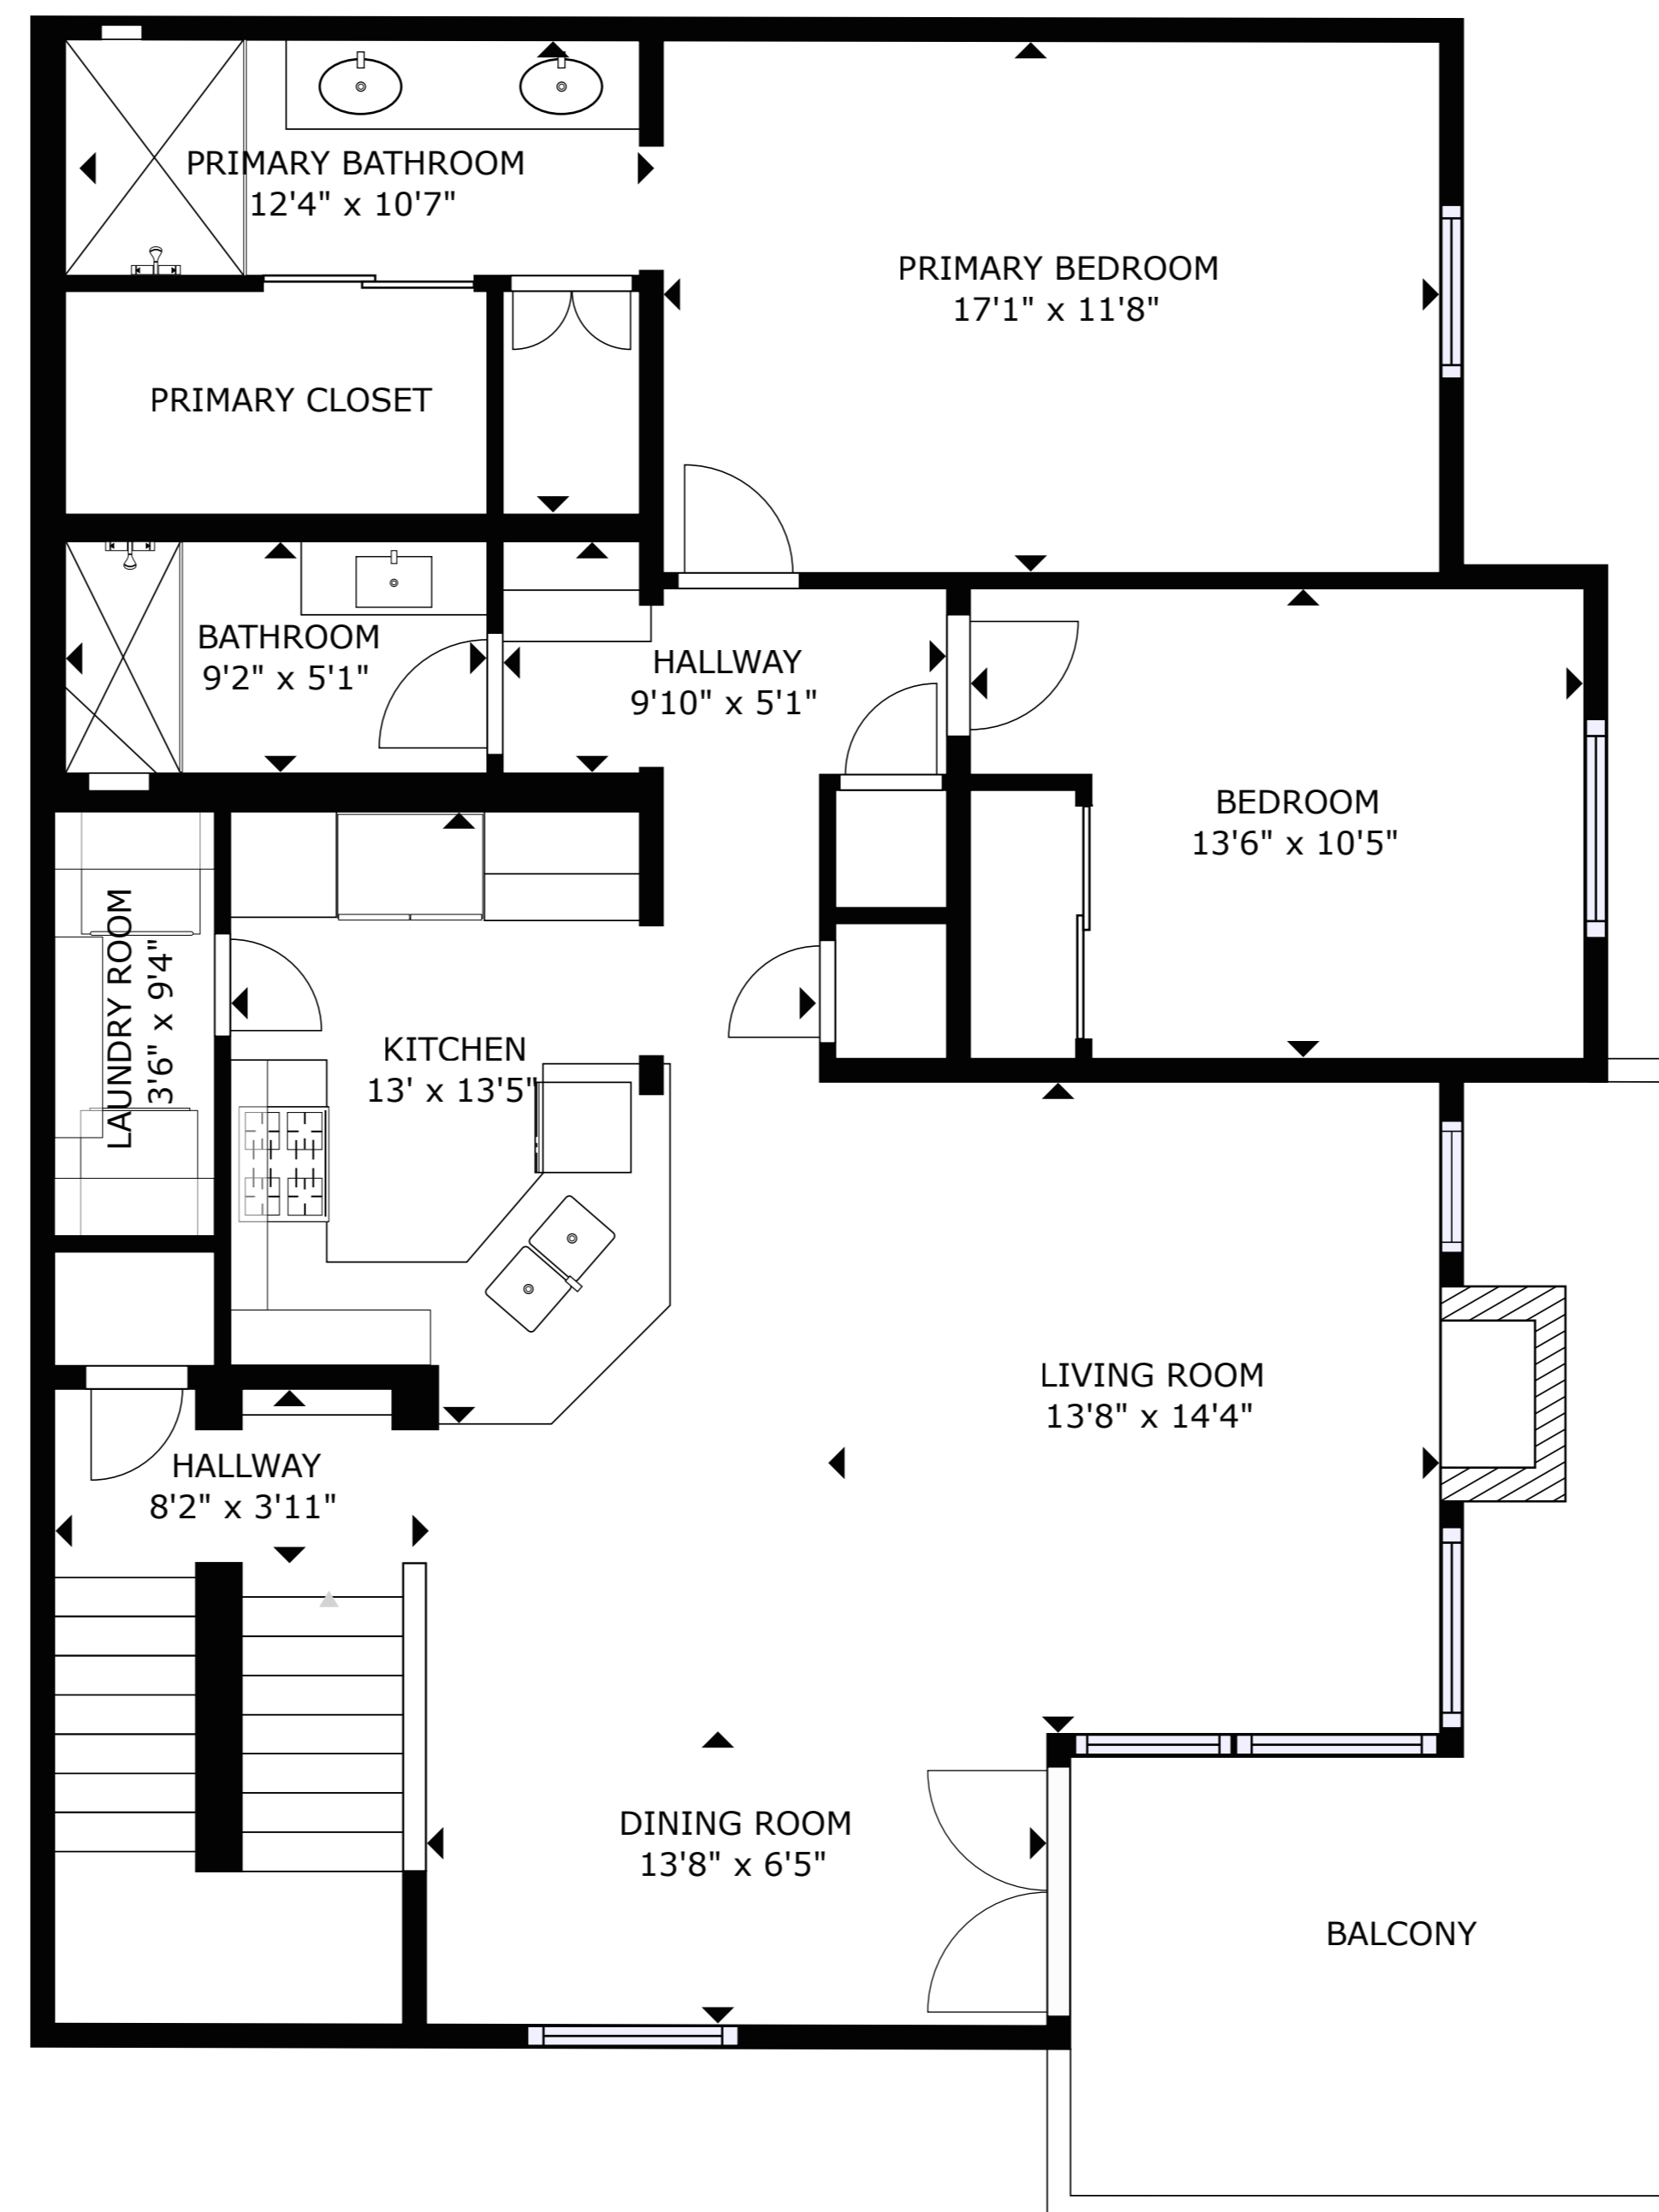 PRIMARY BATHROOM
12'4" x 10'7"
PRIMARY BEDROOM
17'1" x 11'8"
PRIMARY CLOSET
BATHROOM
9'2" x 5'1"
HALLWAY
9'10" x 5'1"
BEDROOM
13'6" x 10'5"
LAUNDRY ROOM
3'6" x 9'4"
KITCHEN
13' x 13'5"
LIVING ROOM
13'8" x 14'4"
HALLWAY
8'2" x 3'11"
DINING ROOM
13'8" x 6'5"
BALCONY